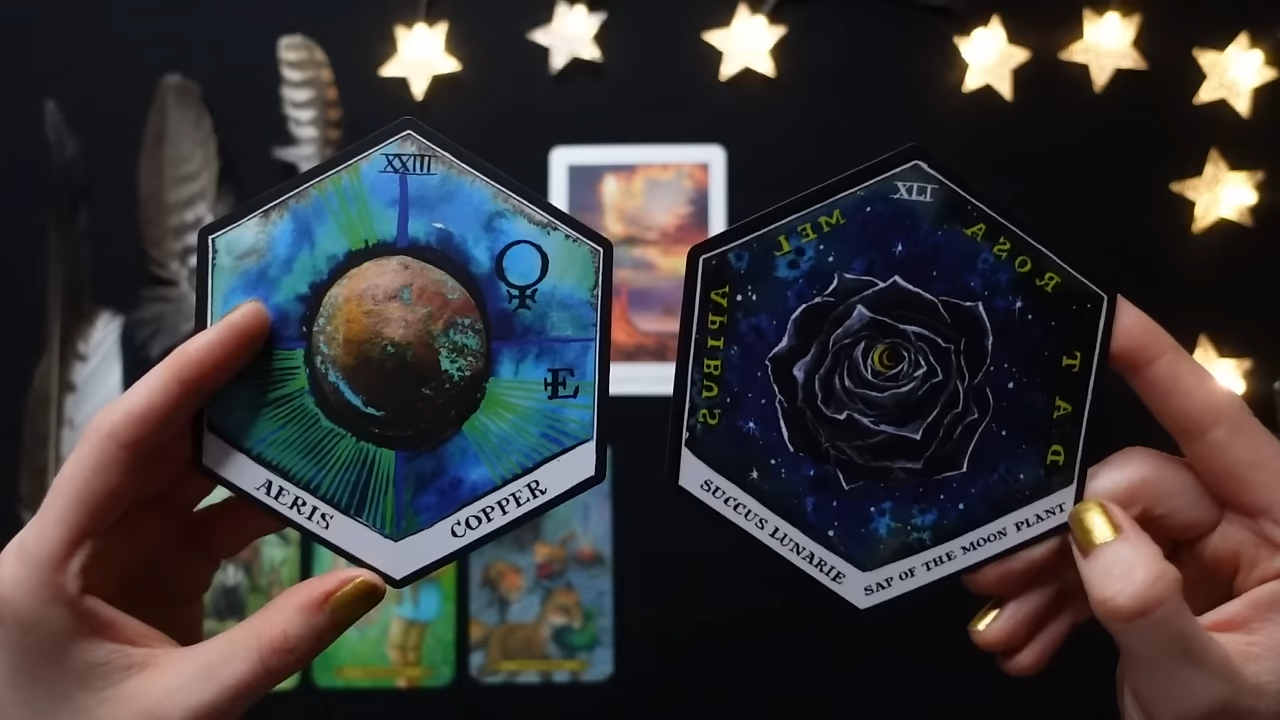 XXIII
E
AERIS
COPPER
XLI
DAT ROSA MEL APIBUS
SUCCUS LUNARIE
SAP OF THE MOON PLANT